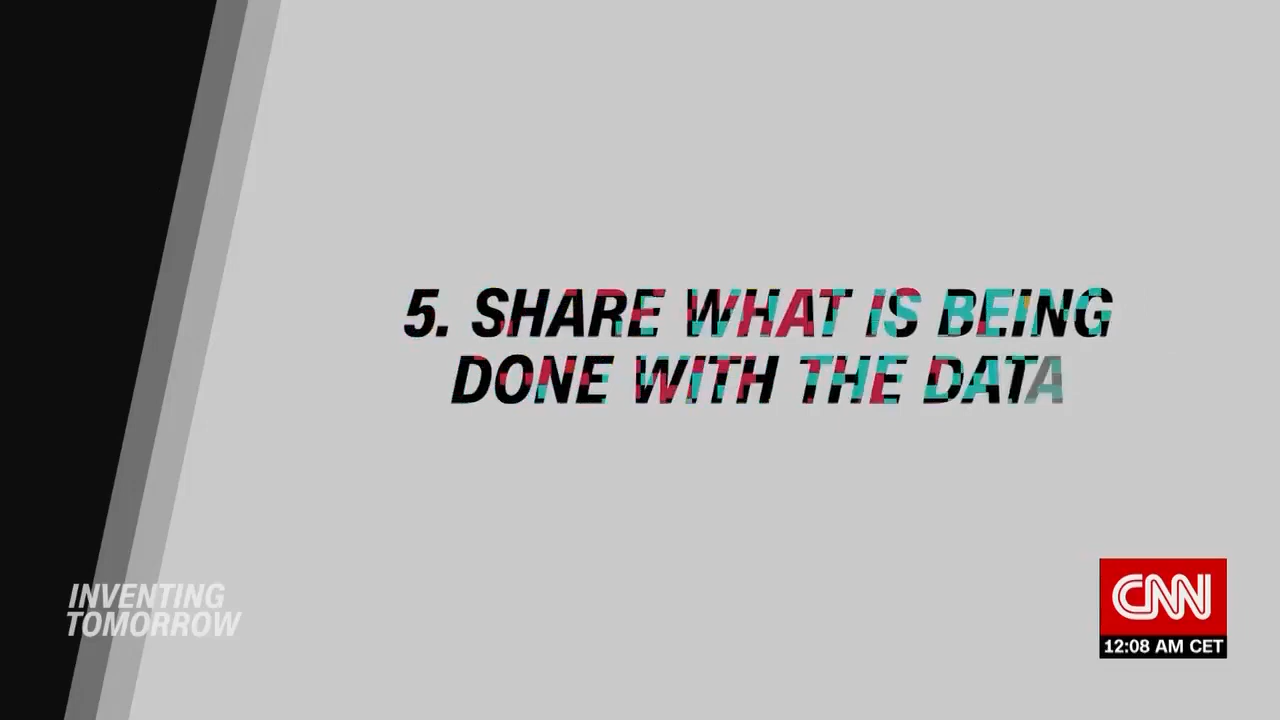 5. SHARE WHAT IS BEING
DONE WITH THE DATA
INVENTING
TOMORROW
CNN
12:08 AM CET